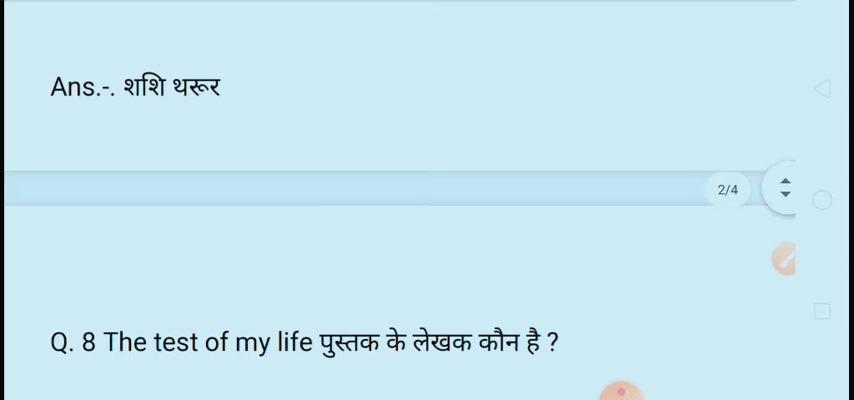 Ans.-. शशि थरूर
2/4
Q. 8 The test of my life पुस्तक के लेखक कौन है ?